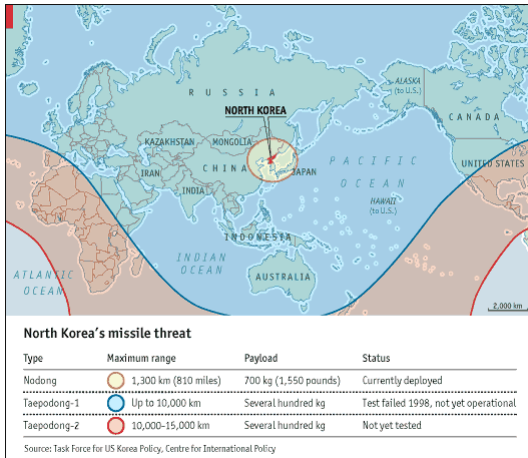 RUSSIA
ALASKA
(to U.S.)
NORTH KOREA
CANADA
KAZAKHSTAN
MONGOLIA
PACIFIC
OCEAN
UNITED STATES
IRAN
CHINA
JAPAN
INDIA
HAWAII
(to U.S.)
INDONESIA
INDIAN
OCEAN
ATLANTIC
OCEAN
AUSTRALIA
2,000 km
North Korea's missile threat
Type Maximum range Payload Status
Nodong 1,300 km (810 miles) 700 kg (1,550 pounds) Currently deployed
Taepodong-1 Up to 10,000 km Several hundred kg Test failed 1998, not yet operational
Taepodong-2 10,000-15,000 km Several hundred kg Not yet tested
Source: Task Force for US Korea Policy, Centre for International Policy